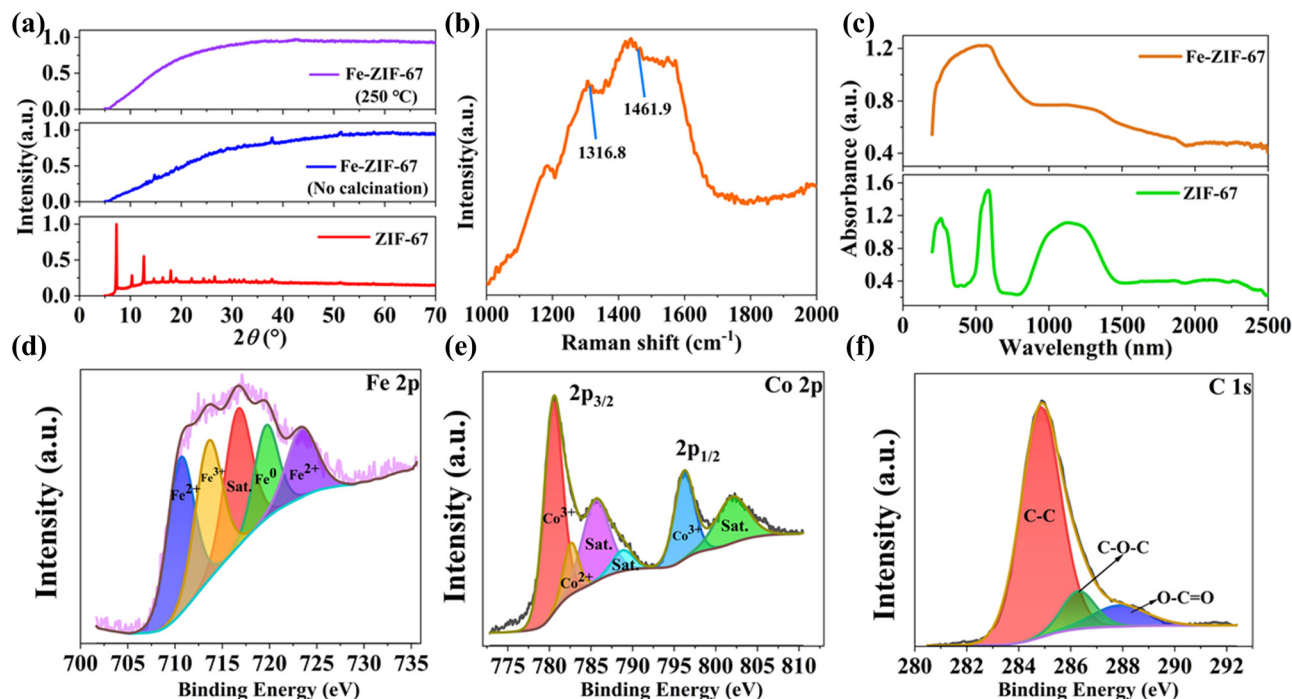 (a)
Intensity(a.u.)
1.0
0.5
0.0
Fe-ZIF-67
(250 °C)
1.0
0.5
0.0
Fe-ZIF-67
(No calcination)
1.0
0.5
0.0
ZIF-67
0 10 20 30 40 50 60 70
2θ (°)
(b)
Intensity(a.u.)
1461.9
1316.8
1000 1200 1400 1600 1800 2000
Raman shift (cm-1)
(c)
Absorbance (a.u.)
1.2
0.8
0.4
Fe-ZIF-67
1.6
1.2
0.8
0.4
ZIF-67
0 500 1000 1500 2000 2500
Wavelength (nm)
(d)
Fe 2p
Intensity (a.u.)
Fe2+
Fe3+
Sat.
Fe0
Fe2+
700 705 710 715 720 725 730 735
Binding Energy (eV)
(e)
Co 2p
Intensity (a.u.)
2p3/2
2p1/2
Co3+
Co2+
Sat.
Sat.
Co3+
Sat.
775 780 785 790 795 800 805 810
Binding Energy (eV)
(f)
C 1s
Intensity (a.u.)
C-C
C-O-C
O-C=O
280 282 284 286 288 290 292
Binding Energy (eV)